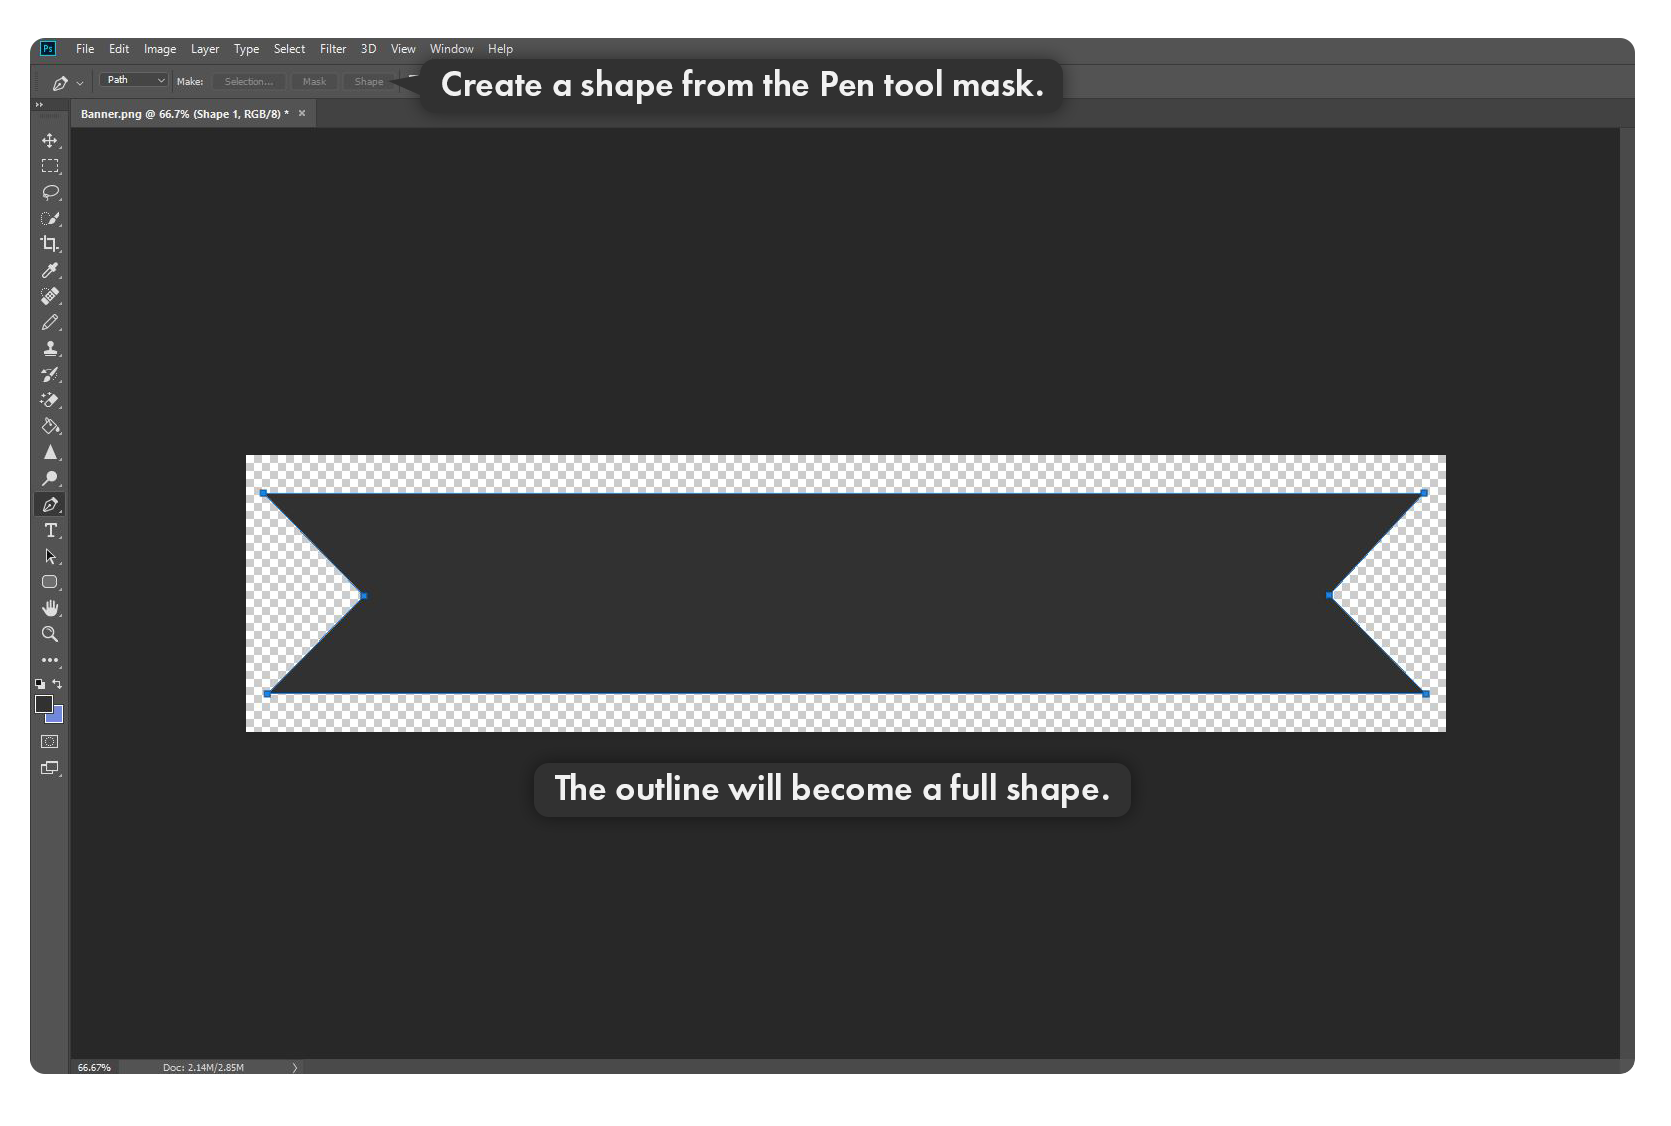 Ps File Edit Image Layer Type Select Filter 3D View Window Help
Path Make: Selection... Mask Shape
Create a shape from the Pen tool mask.
Banner.png @ 66.7% (Shape 1, RGB/8) * ×
T
The outline will become a full shape.
66.67% Doc: 2.14M/2.85M